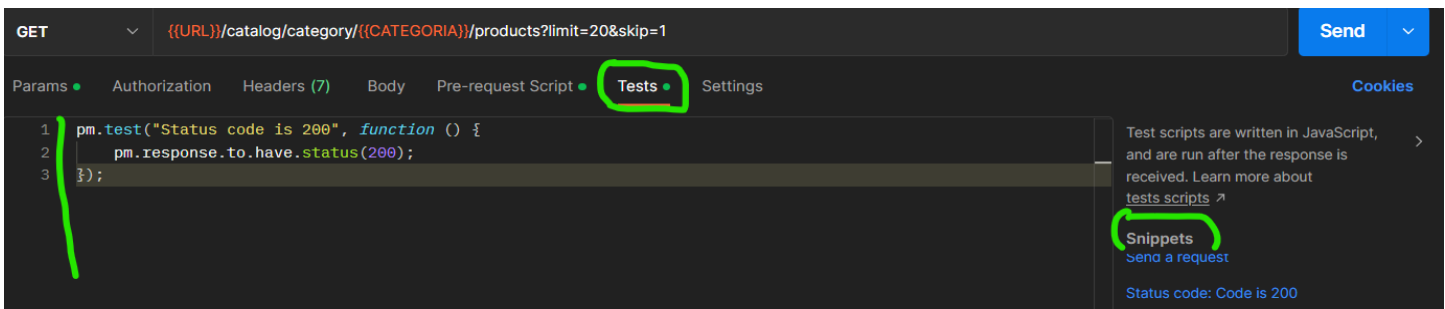 GET {{URL}}/catalog/category/{{CATEGORIA}}/products?limit=20&skip=1 Send
Params Authorization Headers (7) Body Pre-request Script Tests Settings Cookies
1 pm.test("Status code is 200", function () {
2 pm.response.to.have.status(200);
3 });
Test scripts are written in JavaScript,
and are run after the response is
received. Learn more about
tests scripts ↗
Snippets
Send a request
Status code: Code is 200